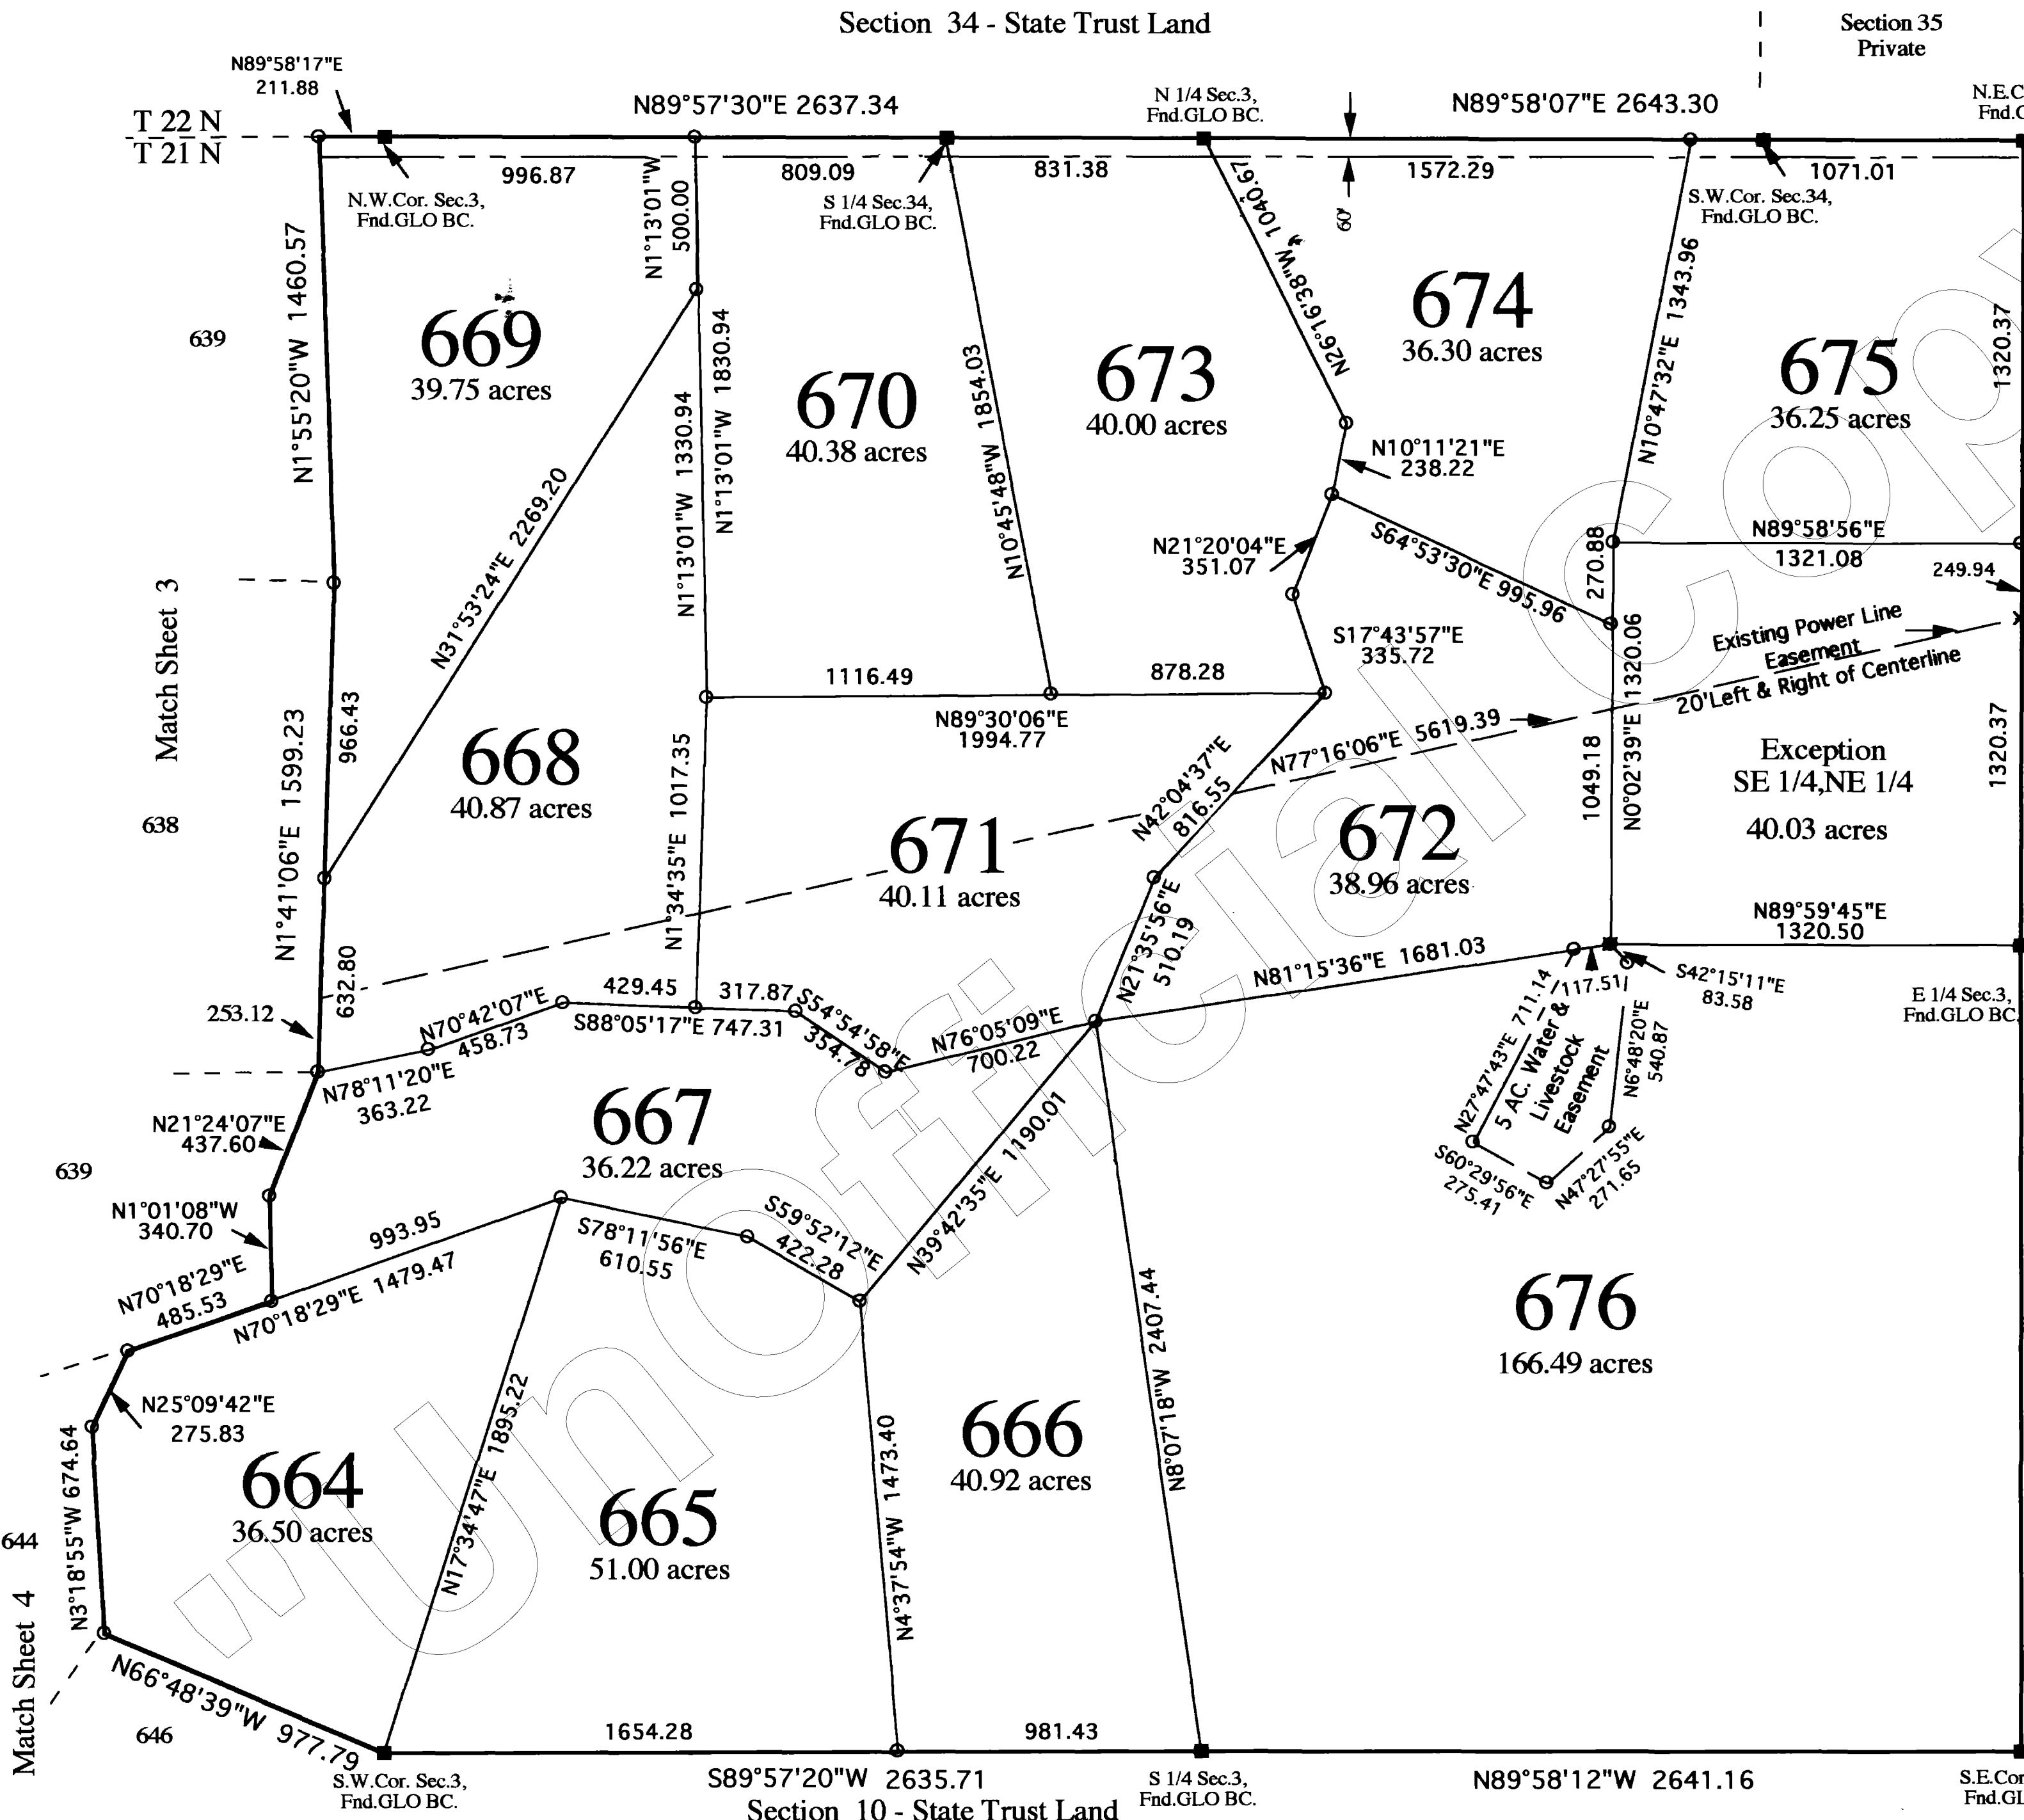 Section 34 - State Trust Land
Section 35
Private
N89°58'17"E
211.88
T 22 N
T 21 N
N89°57'30"E 2637.34
N 1/4 Sec.3,
Fnd.GLO BC.
N89°58'07"E 2643.30
N.E.C
Fnd.G
996.87
809.09
831.38
1572.29
1071.01
60'
N.W.Cor. Sec.3,
Fnd.GLO BC.
S 1/4 Sec.34,
Fnd.GLO BC.
S.W.Cor. Sec.34,
Fnd.GLO BC.
N1°13'01"W
500.00
N26°16'38"W, 1040.67
N10°47'32"E 1343.96
N1°55'20"W 1460.57
639
669
39.75 acres
670
40.38 acres
673
40.00 acres
674
36.30 acres
675
36.25 acres
1320.37
N1°13'01"W 1330.94
N1°13'01"W 1830.94
N10°45'48"W 1854.03
N10°11'21"E
238.22
N31°53'24"E 2269.20
N21°20'04"E
351.07
S64°53'30"E 995.96
270.88
N89°58'56"E
1321.08
249.94
Match Sheet 3
N1°41'06"E 1599.23
966.43
S17°43'57"E
335.72
N0°02'39"E 1320.06
1049.18
Existing Power Line
Easement
20'Left & Right of Centerline
1116.49
878.28
N89°30'06"E
1994.77
N77°16'06"E 5619.39
N42°04'37"E
816.55
Exception
SE 1/4,NE 1/4
40.03 acres
1320.37
638
668
40.87 acres
N1°34'35"E 1017.35
671
40.11 acres
672
38.96 acres
N21°35'56"E
510.19
N89°59'45"E
1320.50
632.80
253.12
N70°42'07"E
458.73
429.45
317.87
S88°05'17"E 747.31
S54°54'58"E
354.78
N76°05'09"E
700.22
N81°15'36"E 1681.03
117.51
S42°15'11"E
83.58
E 1/4 Sec.3,
Fnd.GLO BC.
N78°11'20"E
363.22
N27°47'43"E 711.14
5 AC. Water &
Livestock
Easement
N6°48'20"E
540.87
S60°29'56"E
275.41
N47°27'55"E
271.65
N21°24'07"E
437.60
639
667
36.22 acres
N39°42'35"E 1190.01
N1°01'08"W
340.70
993.95
N70°18'29"E 1479.47
N70°18'29"E
485.53
S78°11'56"E
610.55
S59°52'12"E
422.28
N25°09'42"E
275.83
N17°34'47"E 1895.22
N8°07'18"W 2407.44
676
166.49 acres
664
36.50 acres
665
51.00 acres
666
40.92 acres
N4°37'54"W 1473.40
N3°18'55"W 674.64
644
Match Sheet 4
646
N66°48'39"W 977.79
1654.28
981.43
S.W.Cor. Sec.3,
Fnd.GLO BC.
S89°57'20"W 2635.71
S 1/4 Sec.3,
Fnd.GLO BC.
N89°58'12"W 2641.16
S.E.Cor
Fnd.GL
Section 10 - State Trust Land
"Unofficial Cop